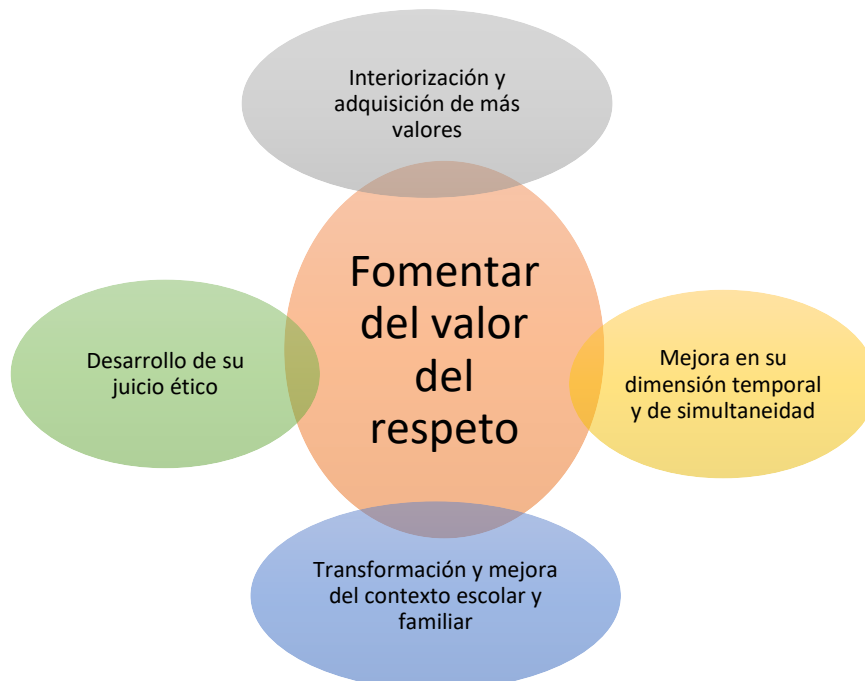 Interiorización y
adquisición de más
valores
Fomentar
del valor
del
respeto
Desarrollo de su
juicio ético
Mejora en su
dimensión temporal
y de simultaneidad
Transformación y mejora
del contexto escolar y
familiar